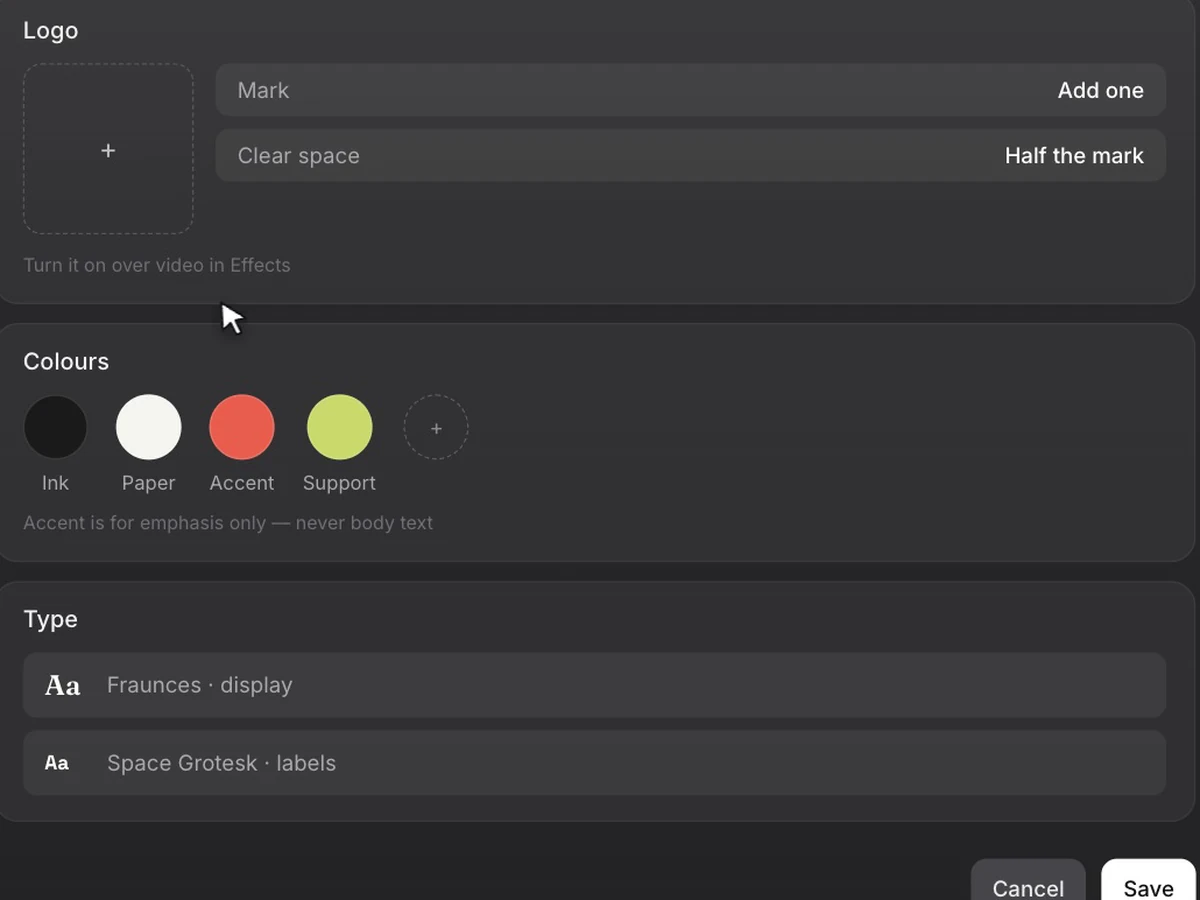 Logo
+
Mark
Add one
Clear space
Half the mark
Turn it on over video in Effects
Colours
+
Ink
Paper
Accent
Support
Accent is for emphasis only — never body text
Type
Aa Fraunces · display
Aa Space Grotesk · labels
Cancel
Save